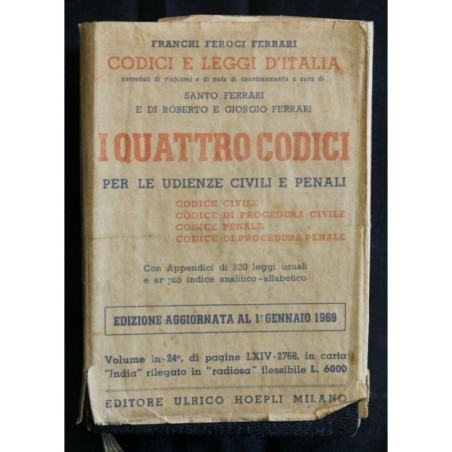 FRANCHI FEROCI FERRARI
CODICI E LEGGI D'ITALIA
corredati di richiami e di note di coordinamento a cura di
SANTO FERRARI
E DI ROBERTO E GIORGIO FERRARI
I QUATTRO CODICI
PER LE UDIENZE CIVILI E PENALI
CODICE CIVILE
CODICE DI PROCEDURA CIVILE
CODICE PENALE
CODICE DI PROCEDURA PENALE
Con Appendici di 820 leggi usuali
e ampio indice analitico-alfabetico
EDIZIONE AGGIORNATA AL 1° GENNAIO 1969
Volume in-24°, di pagine LXIV-2768, in carta
"India" rilegato in "radiosa" flessibile L. 6000
EDITORE ULRICO HOEPLI MILANO